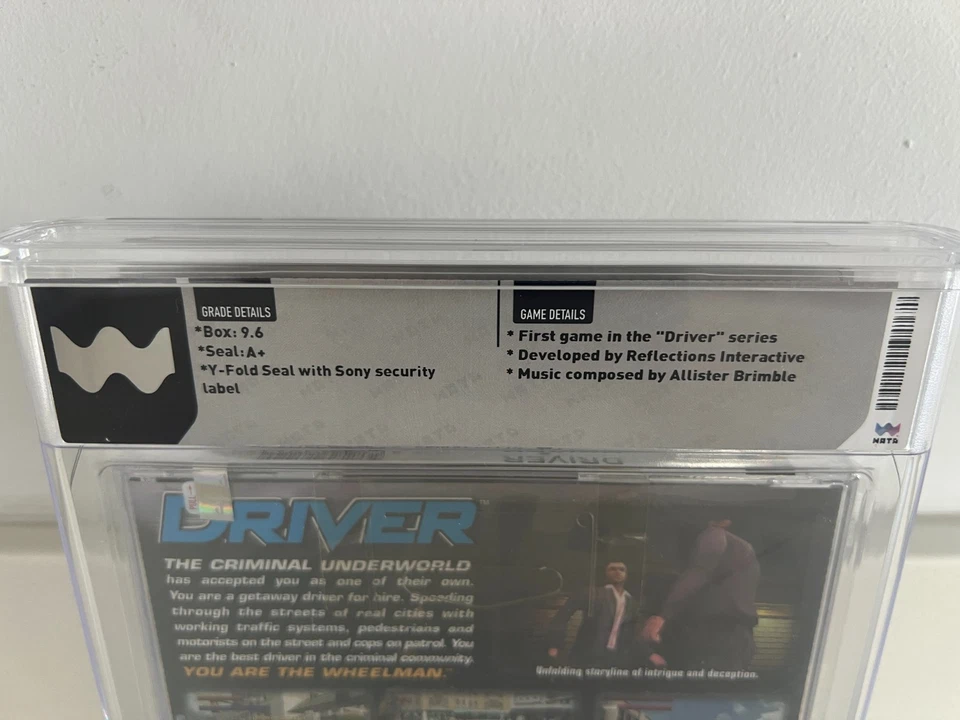 GRADE DETAILS
*Box: 9.6
*Seal:A+
*Y-Fold Seal with Sony security
label
GAME DETAILS
* First game in the "Driver" series
* Developed by Reflections Interactive
* Music composed by Allister Brimble
WATA
DRIVER
DRIVER™
THE CRIMINAL UNDERWORLD
has accepted you as one of their own.
You are a getaway driver for hire. Speeding
through the streets of real cities with
working traffic systems, pedestrians and
motorists on the street and cops on patrol. You
are the best driver in the criminal community.
YOU ARE THE WHEELMAN.
Unfolding storyline of intrigue and deception.